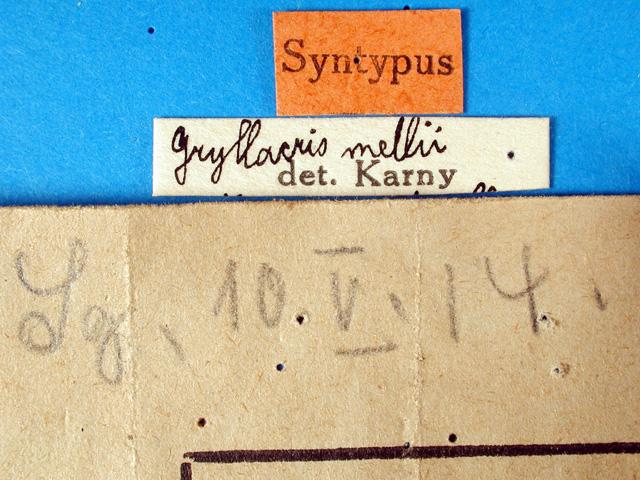 Syntypus
Gryllacris mellii
det. Karny
Lg. 10.V.14.